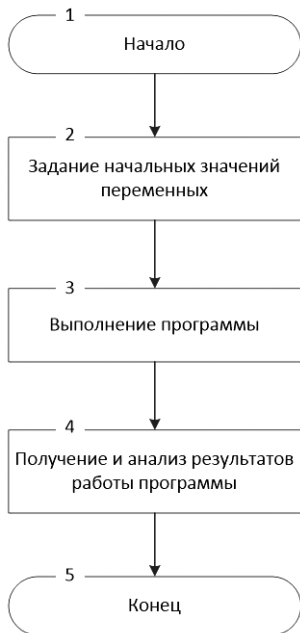 1
Начало
2
Задание начальных значений
переменных
3
Выполнение программы
4
Получение и анализ результатов
работы программы
5
Конец